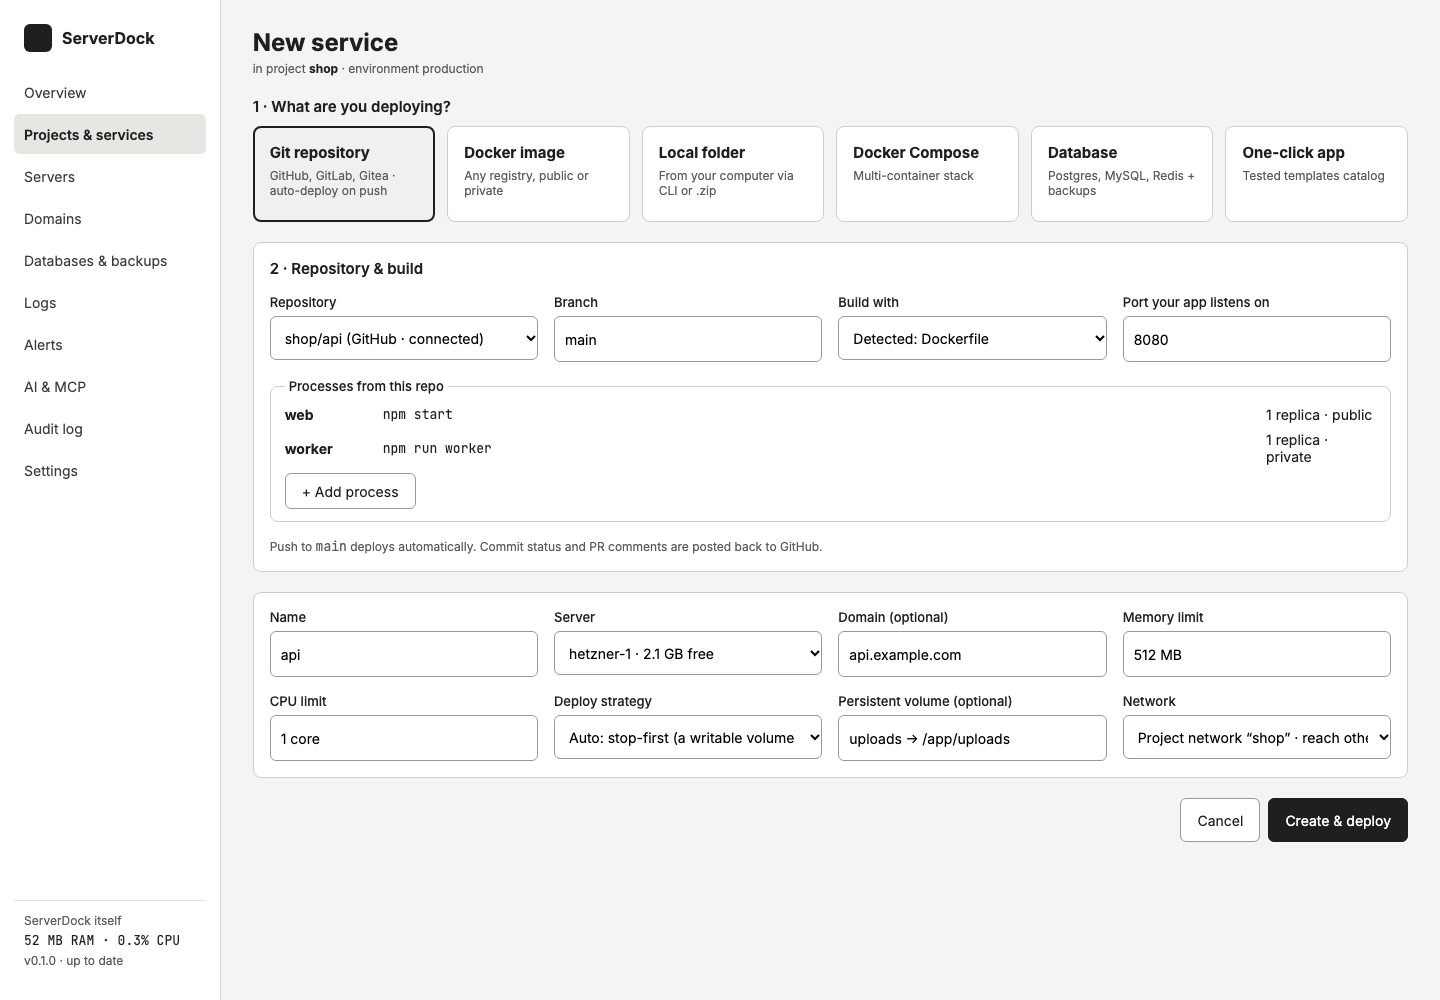 ServerDock
Overview
Projects & services
Servers
Domains
Databases & backups
Logs
Alerts
AI & MCP
Audit log
Settings
ServerDock itself
52 MB RAM · 0.3% CPU
v0.1.0 · up to date
New service
in project shop · environment production
1 · What are you deploying?
Git repository
GitHub, GitLab, Gitea ·
auto-deploy on push
Docker image
Any registry, public or
private
Local folder
From your computer via
CLI or .zip
Docker Compose
Multi-container stack
Database
Postgres, MySQL, Redis +
backups
One-click app
Tested templates catalog
2 · Repository & build
Repository
shop/api (GitHub · connected)
Branch
main
Build with
Detected: Dockerfile
Port your app listens on
8080
Processes from this repo
web npm start 1 replica · public
worker npm run worker 1 replica ·
private
+ Add process
Push to main deploys automatically. Commit status and PR comments are posted back to GitHub.
Name
api
Server
hetzner-1 · 2.1 GB free
Domain (optional)
api.example.com
Memory limit
512 MB
CPU limit
1 core
Deploy strategy
Auto: stop-first (a writable volume
Persistent volume (optional)
uploads → /app/uploads
Network
Project network “shop” · reach othe
Cancel
Create & deploy